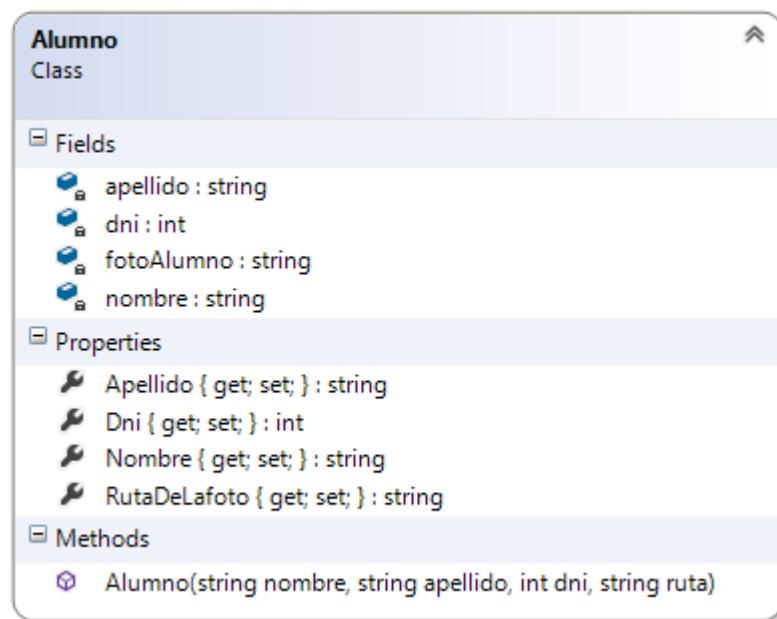 Alumno
Class
Fields
apellido : string
dni : int
fotoAlumno : string
nombre : string
Properties
Apellido { get; set; } : string
Dni { get; set; } : int
Nombre { get; set; } : string
RutaDeLafoto { get; set; } : string
Methods
Alumno(string nombre, string apellido, int dni, string ruta)